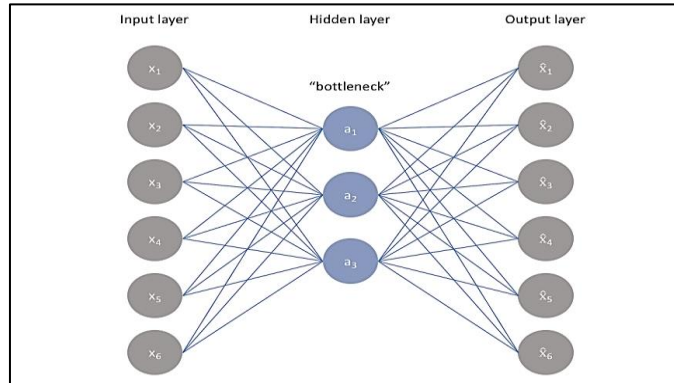 Input layer
Hidden layer
Output layer
"bottleneck"
x₁
x₂
x₃
x₄
x₅
x₆
a₁
a₂
a₃
x̂₁
x̂₂
x̂₃
x̂₄
x̂₅
x̂₆